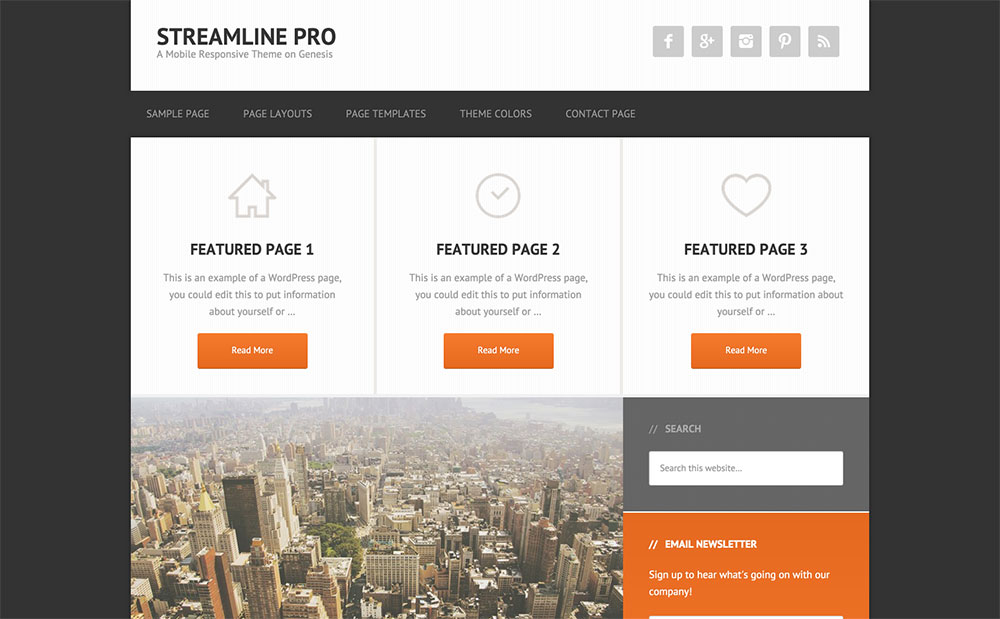 STREAMLINE PRO
A Mobile Responsive Theme on Genesis
SAMPLE PAGE
PAGE LAYOUTS
PAGE TEMPLATES
THEME COLORS
CONTACT PAGE
FEATURED PAGE 1
This is an example of a WordPress page,
you could edit this to put information
about yourself or ...
Read More
FEATURED PAGE 2
This is an example of a WordPress page,
you could edit this to put information
about yourself or ...
Read More
FEATURED PAGE 3
This is an example of a WordPress page,
you could edit this to put information about
yourself or ...
Read More
// SEARCH
Search this website...
// EMAIL NEWSLETTER
Sign up to hear what's going on with our
company!